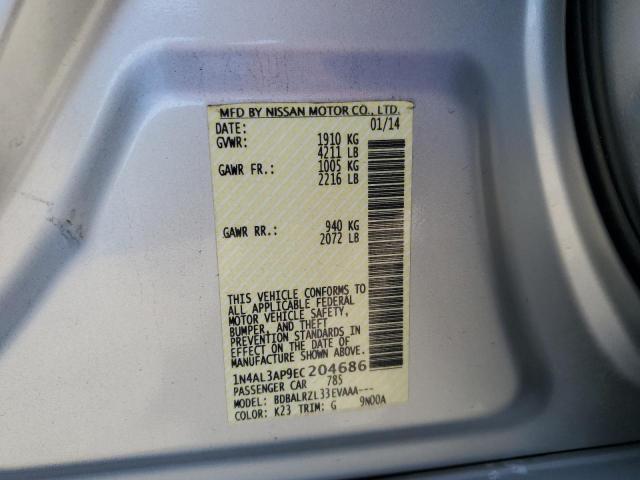 MFD BY NISSAN MOTOR CO., LTD.
DATE: 01/14
GVWR: 1910 KG
4211 LB
GAWR FR.: 1005 KG
2216 LB
GAWR RR.: 940 KG
2072 LB
THIS VEHICLE CONFORMS TO
ALL APPLICABLE FEDERAL
MOTOR VEHICLE SAFETY,
BUMPER, AND THEFT
PREVENTION STANDARDS IN
EFFECT ON THE DATE OF
MANUFACTURE SHOWN ABOVE.
1N4AL3AP9EC204686
PASSENGER CAR 785
MODEL: BDBALRZL33EVAAA---
COLOR: K23 TRIM: G 9N00A